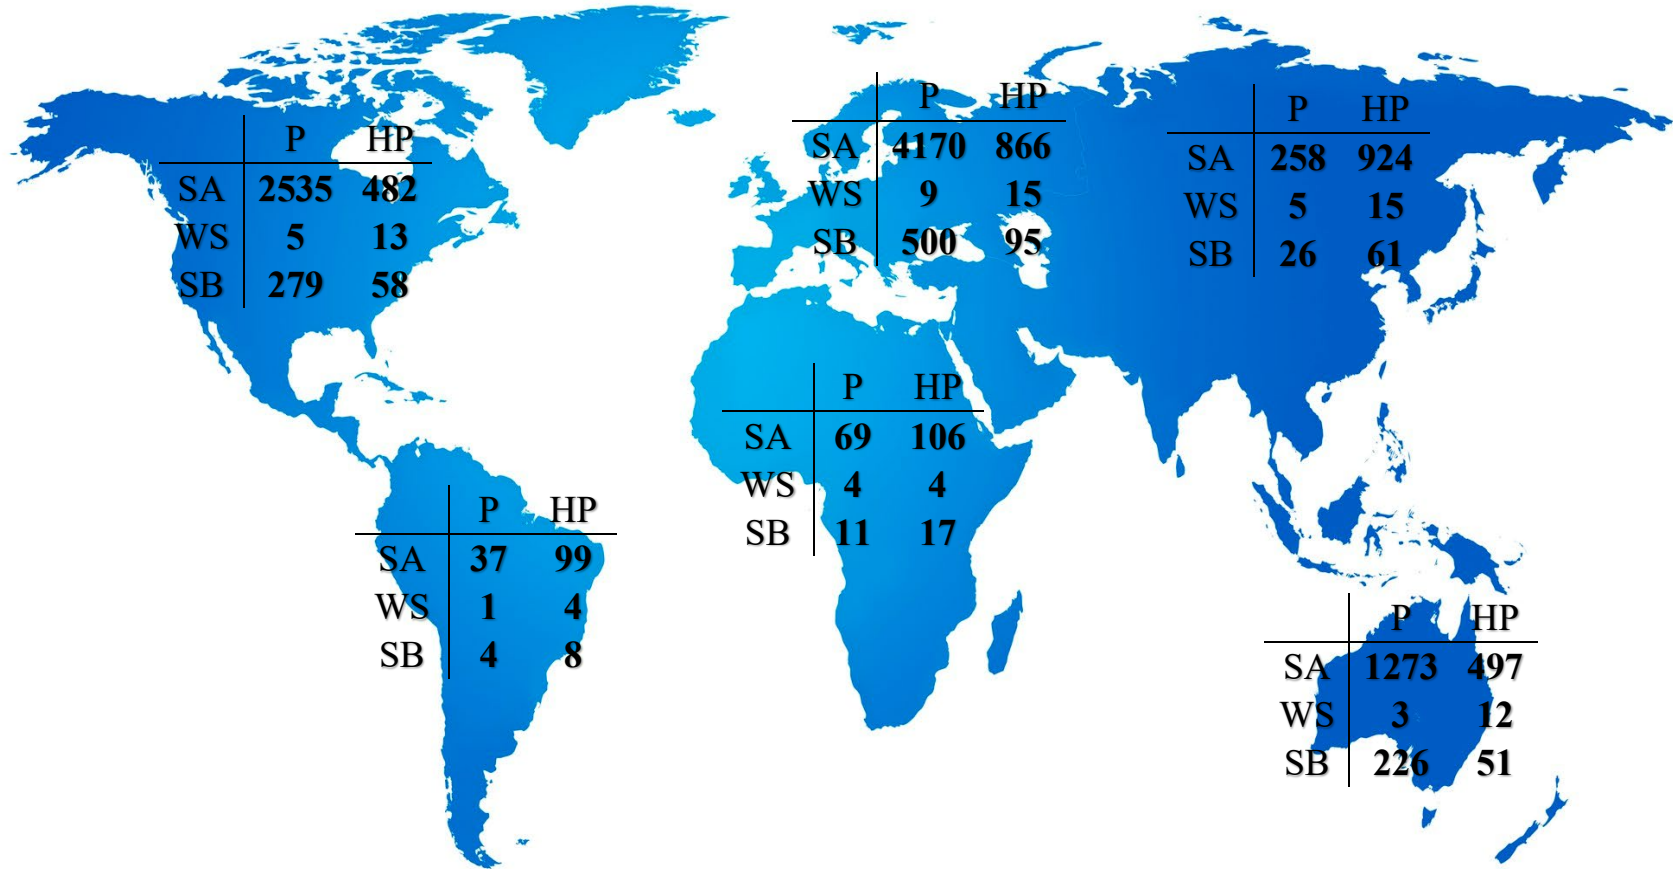 P HP
SA 2535 482
WS 5 13
SB 279 58
P HP
SA 4170 866
WS 9 15
SB 500 95
P HP
SA 258 924
WS 5 15
SB 26 61
P HP
SA 69 106
WS 4 4
SB 11 17
P HP
SA 37 99
WS 1 4
SB 4 8
P HP
SA 1273 497
WS 3 12
SB 226 51